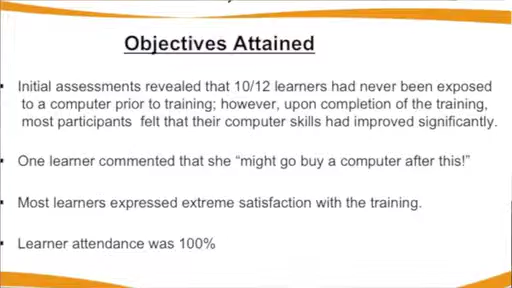 Objectives Attained
Initial assessments revealed that 10/12 learners had never been exposed
to a computer prior to training; however, upon completion of the training,
most participants felt that their computer skills had improved significantly.
One learner commented that she “might go buy a computer after this!”
Most learners expressed extreme satisfaction with the training.
Learner attendance was 100%